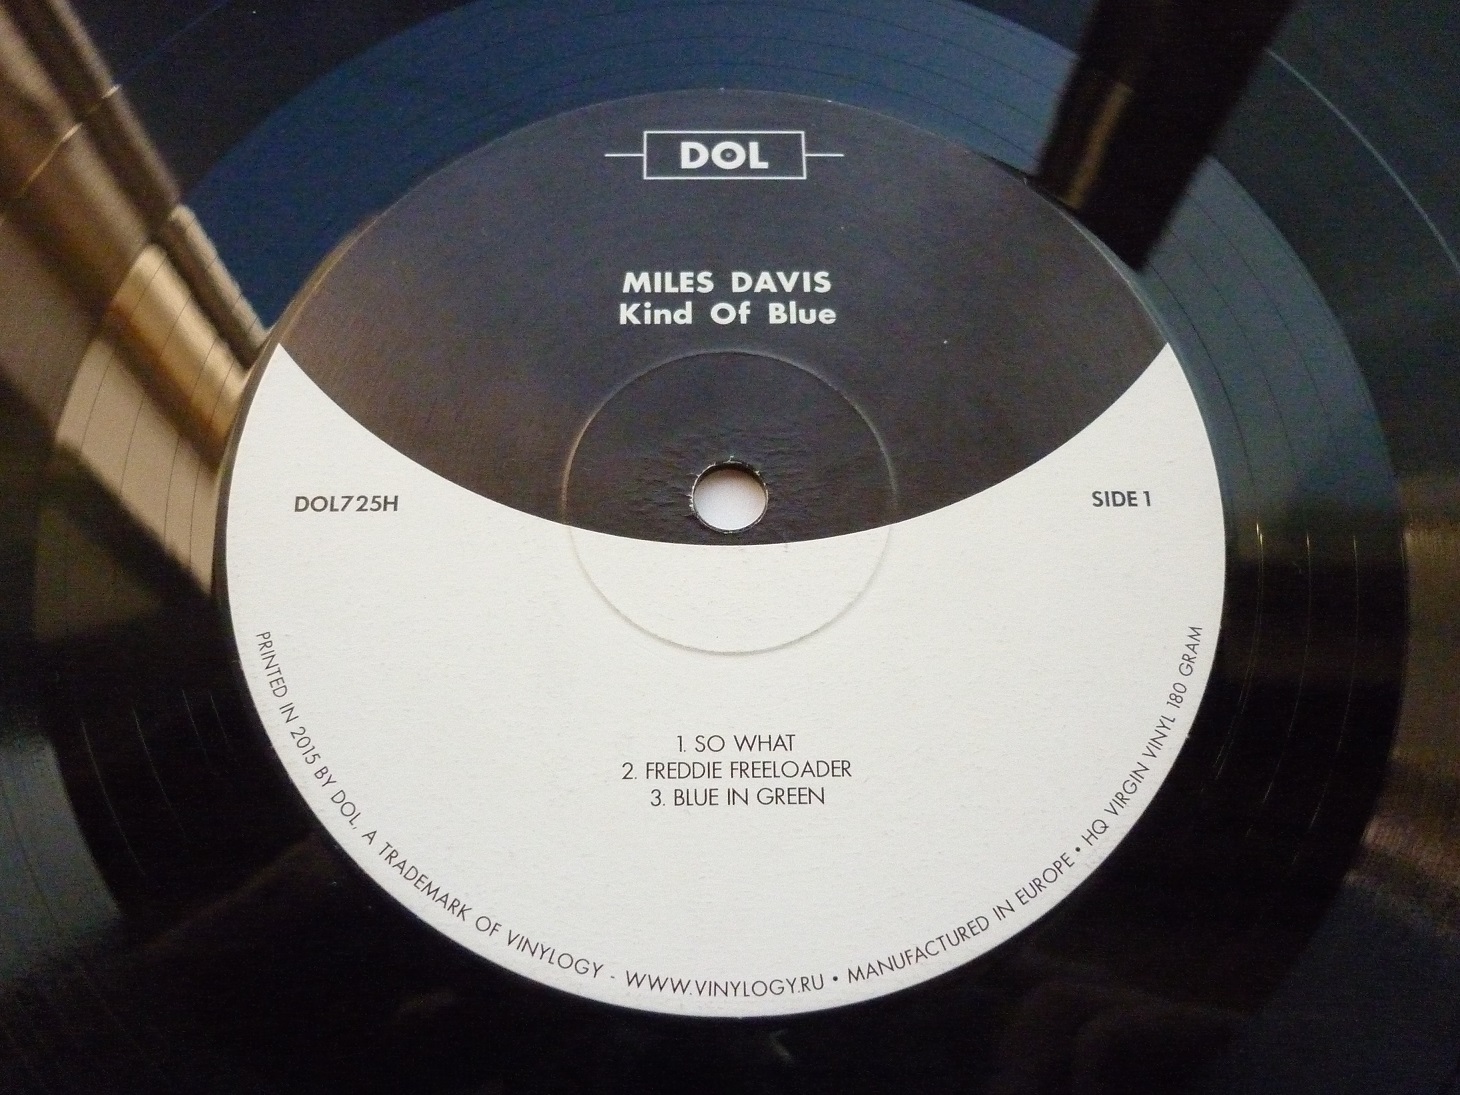 DOL
MILES DAVIS
Kind Of Blue
DOL725H
SIDE 1
1. SO WHAT
2. FREDDIE FREELOADER
3. BLUE IN GREEN
PRINTED IN 2015 BY DOL, A TRADEMARK OF VINYLOGY - WWW.VINYLOGY.RU • MANUFACTURED IN EUROPE • HQ VIRGIN VINYL 180 GRAM